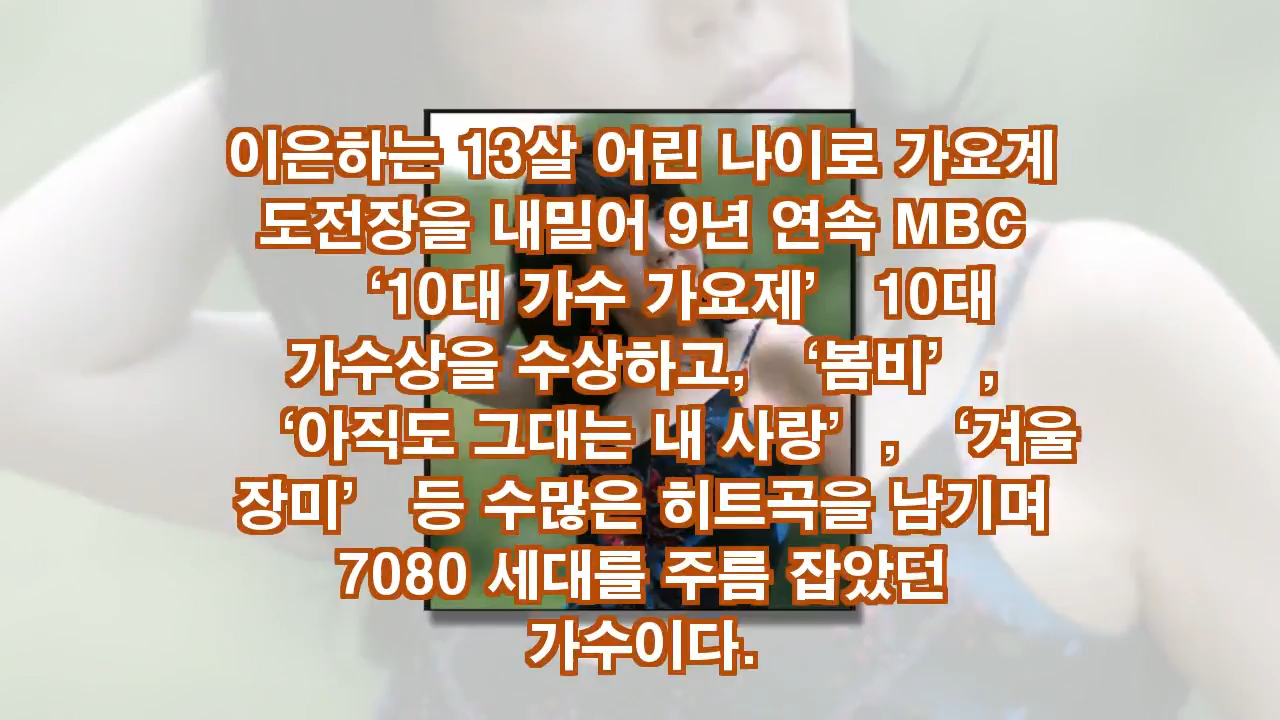 이은하는 13살 어린 나이로 가요계
도전장을 내밀어 9년 연속 MBC
‘10대 가수 가요제’ 10대
가수상을 수상하고, ‘봄비’ ,
‘아직도 그대는 내 사랑’ , ‘겨울
장미’ 등 수많은 히트곡을 남기며
7080 세대를 주름 잡았던
가수이다.